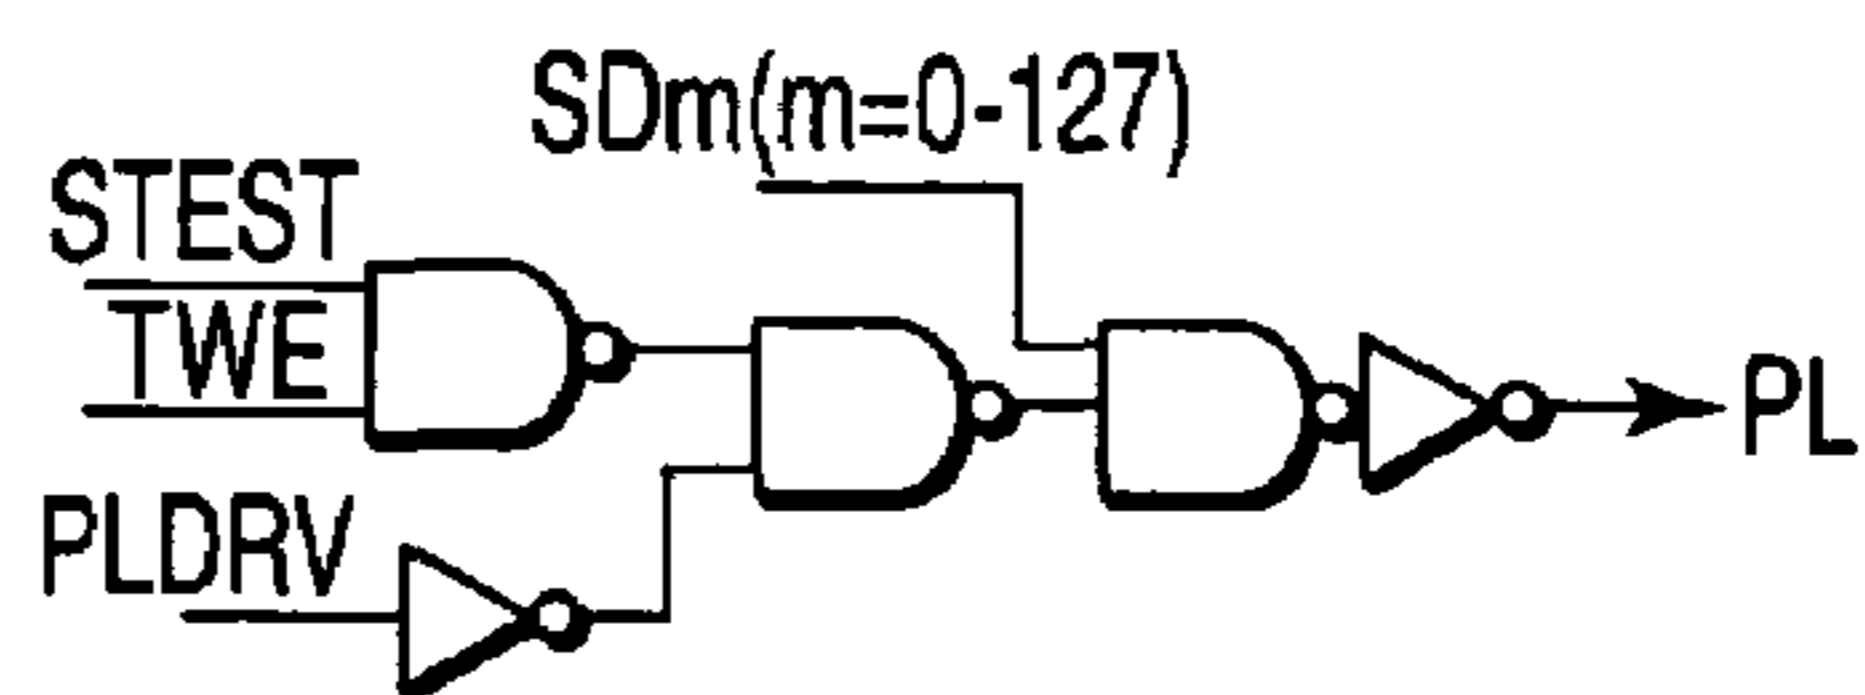 SDm(m=0-127)
STEST
TWE
PLDRV
PL